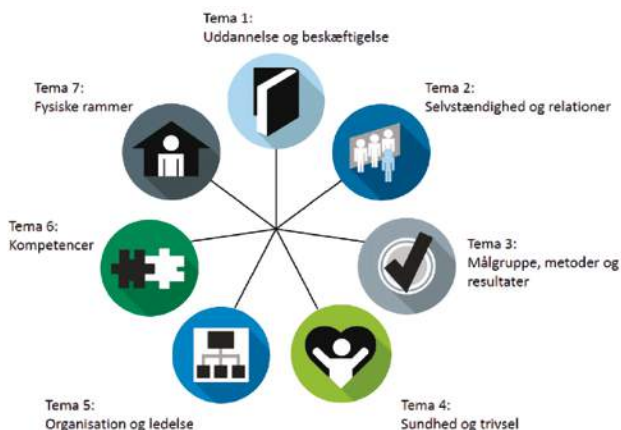 Tema 1:
Uddannelse og beskæftigelse
Tema 7:
Fysiske rammer
Tema 2:
Selvstændighed og relationer
Tema 6:
Kompetencer
Tema 3:
Målgruppe, metoder og
resultater
Tema 5:
Organisation og ledelse
Tema 4:
Sundhed og trivsel